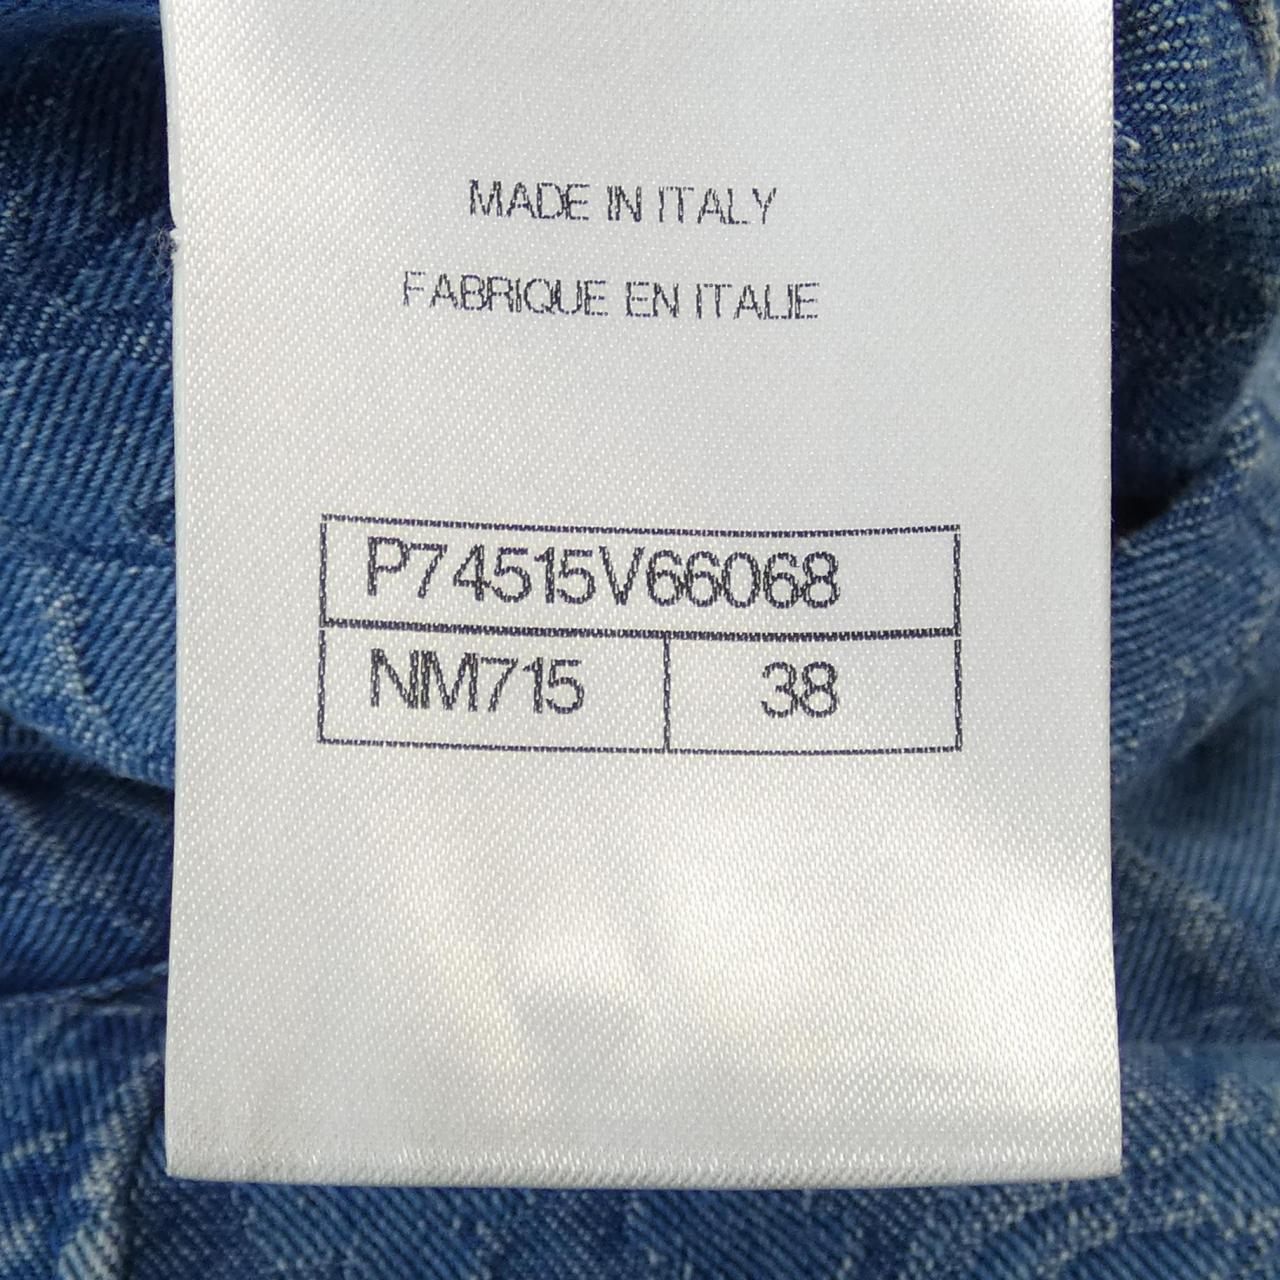 MADE IN ITALY
FABRIQUE EN ITALIE
P74515V66068
NM715 38